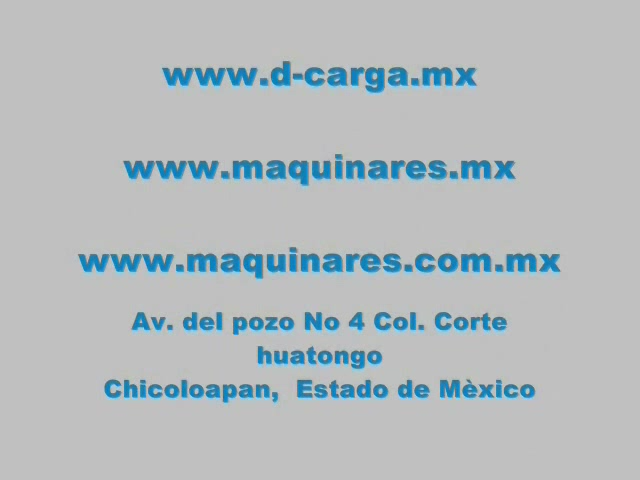 www.d-carga.mx
www.maquinares.mx
www.maquinares.com.mx
Av. del pozo No 4 Col. Corte
huatongo
Chicoloapan,  Estado de Mèxico